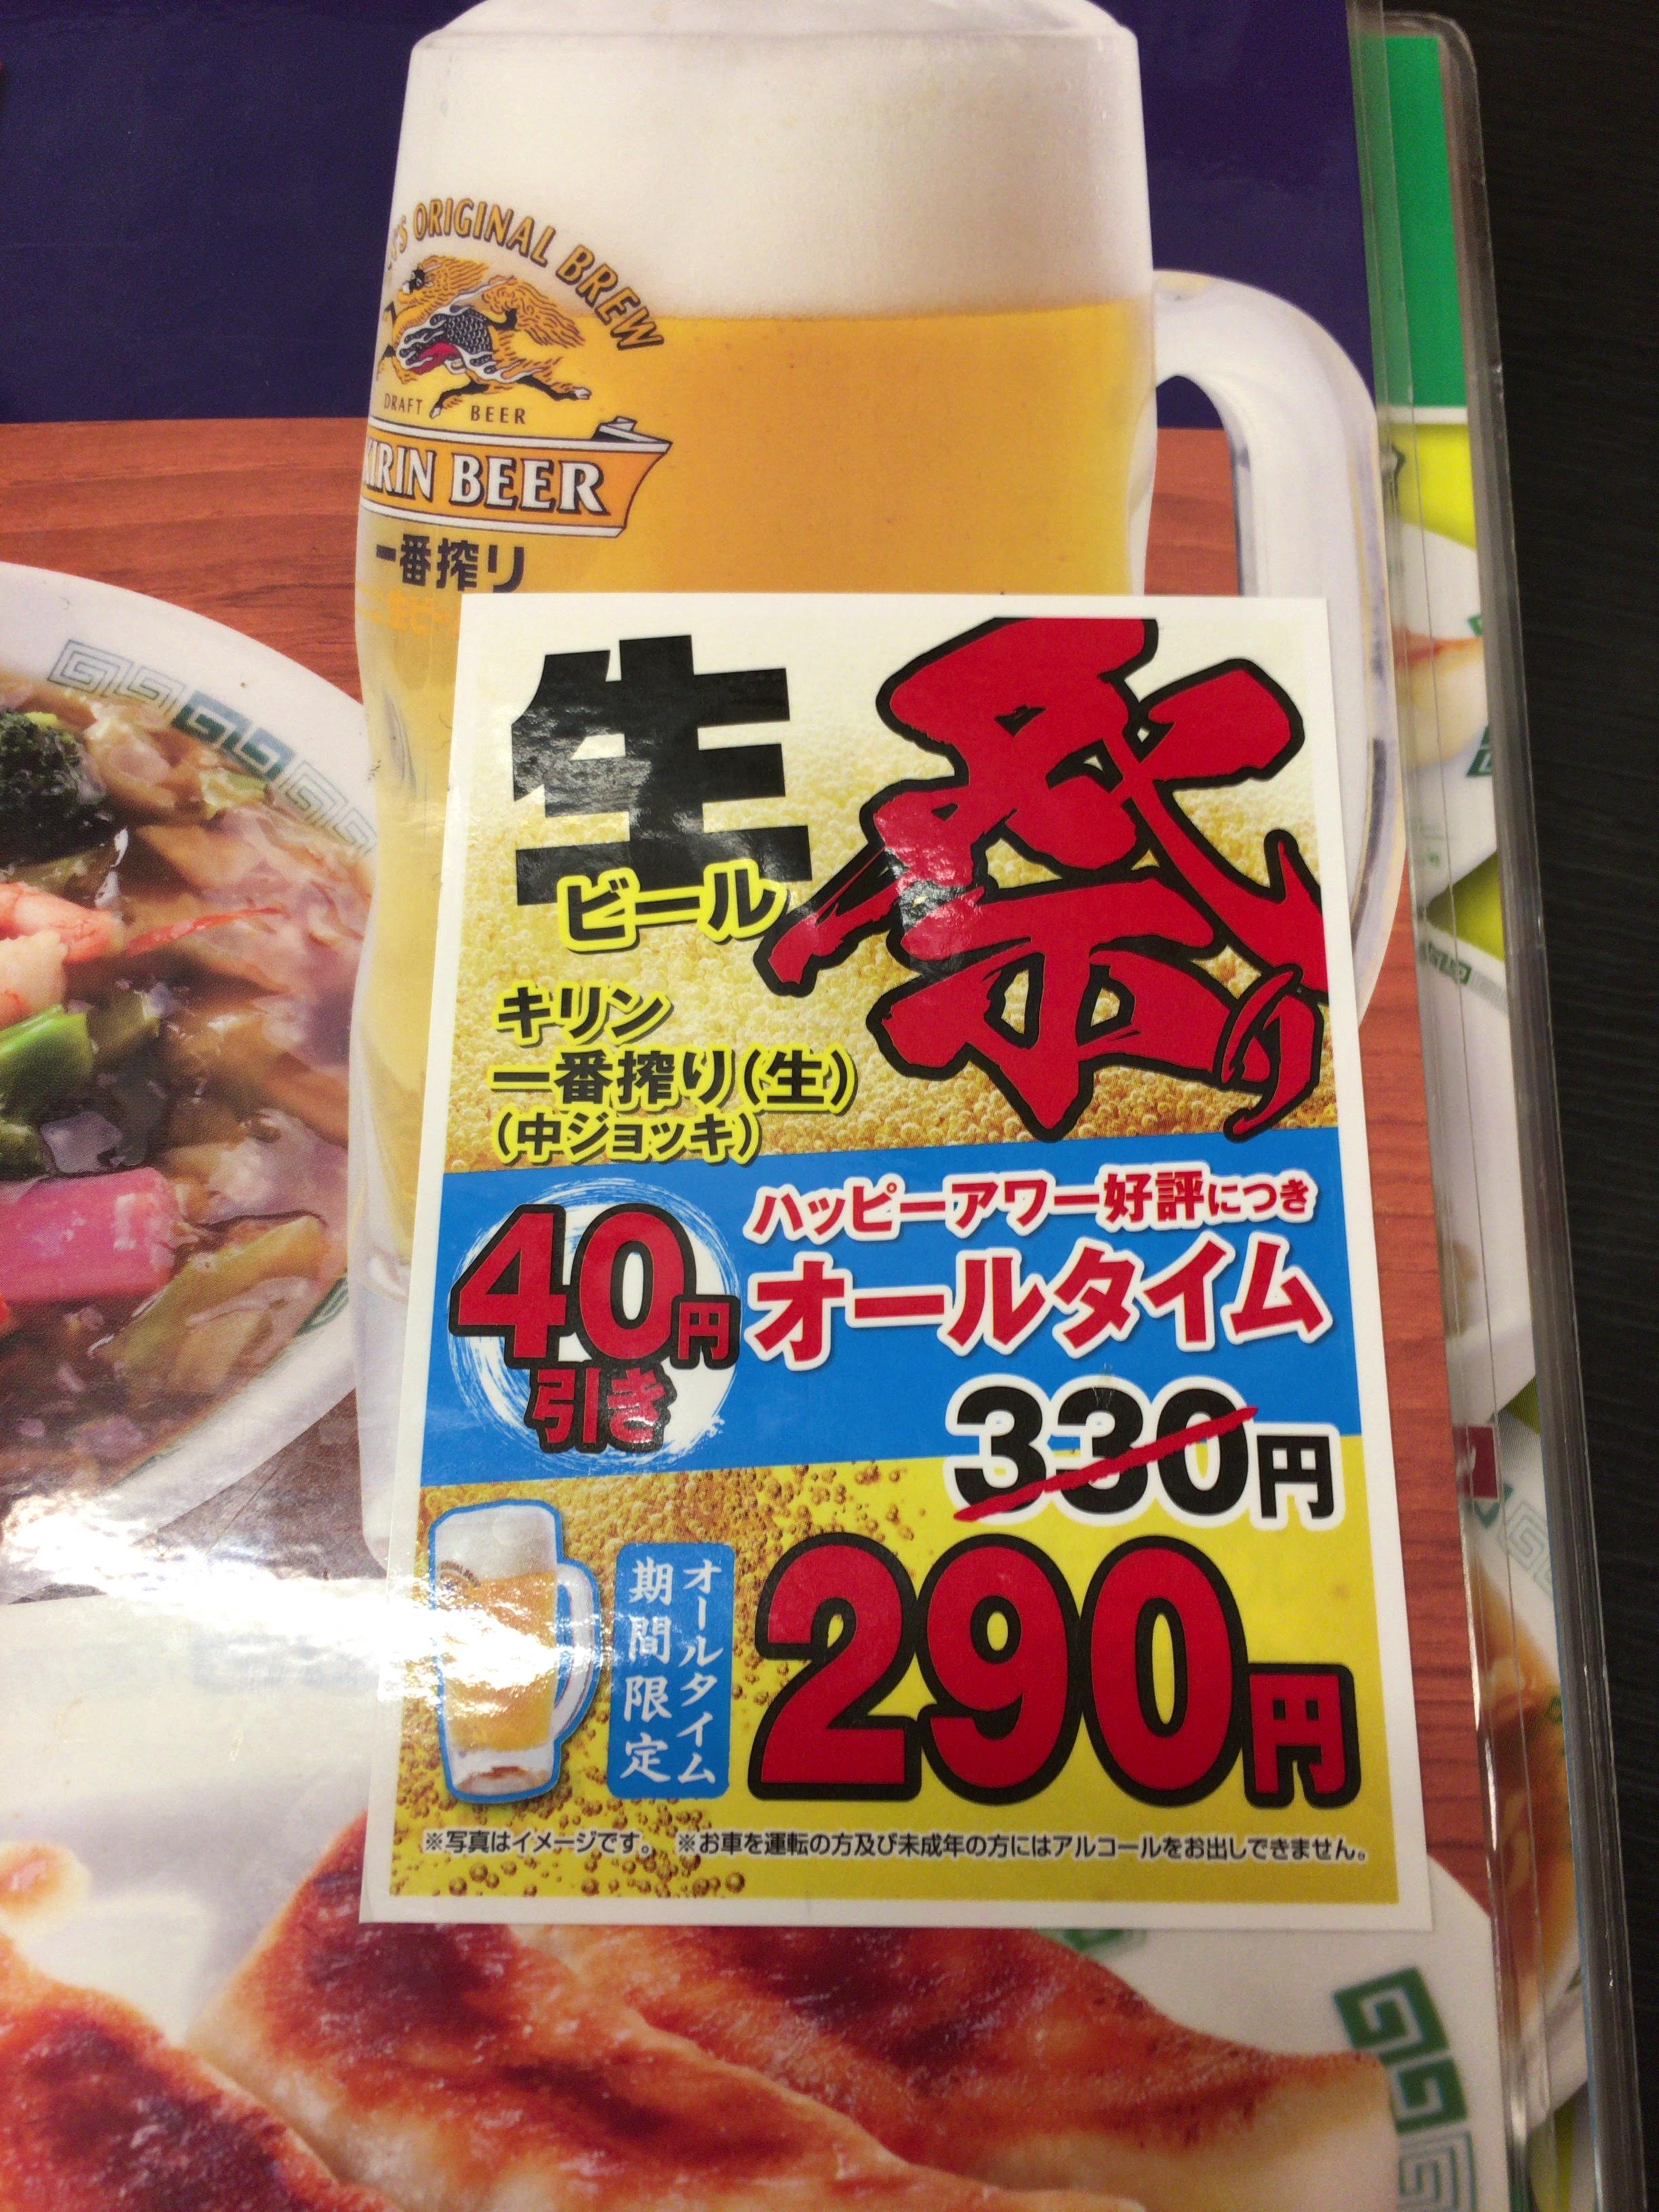 ORIGINAL BREW
DRAFT BEER
KIRIN BEER
一番搾り
生
ビール
祭り
キリン
一番搾り(生)
(中ジョッキ)
40円
引き
ハッピーアワー好評につき
オールタイム
330円
オールタイム
期間限定
290円
※写真はイメージです。 ※お車を運転の方及び未成年の方にはアルコールをお出しできません。